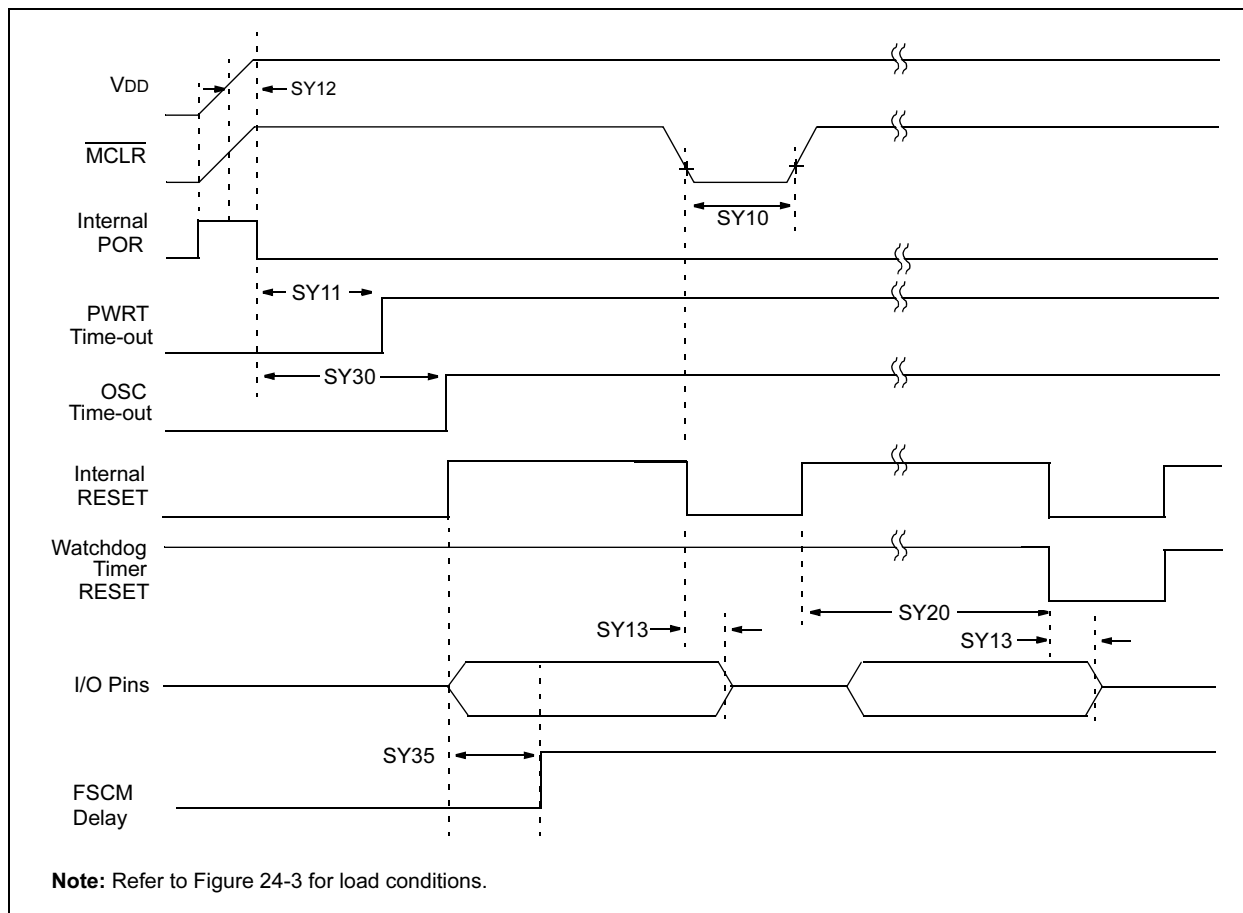 VDD
SY12
MCLR
SY10
Internal
POR
SY11
PWRT
Time-out
SY30
OSC
Time-out
Internal
RESET
Watchdog
Timer
RESET
SY20
SY13
SY13
I/O Pins
SY35
FSCM
Delay
Note: Refer to Figure 24-3 for load conditions.